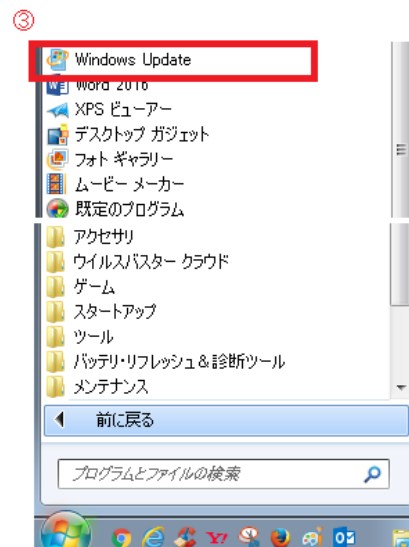 ③
Windows Update
Word 2016
XPS ビューアー
デスクトップ ガジェット
フォト ギャラリー
ムービー メーカー
既定のプログラム
アクセサリ
ウイルスバスター クラウド
ゲーム
スタートアップ
ツール
バッテリ・リフレッシュ＆診断ツール
メンテナンス
前に戻る
プログラムとファイルの検索